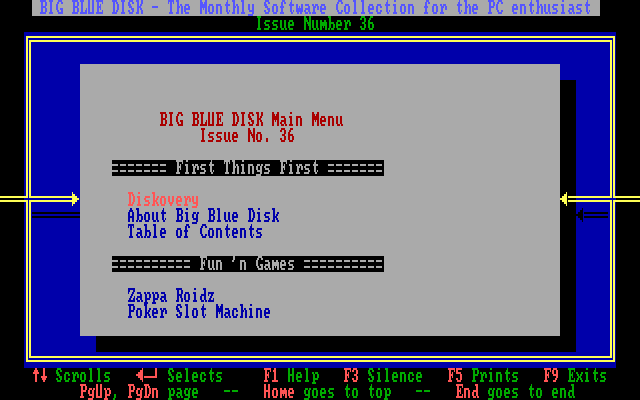 BIG BLUE DISK - The Monthly Software Collection for the PC enthusiast
Issue Number 36
BIG BLUE DISK Main Menu
Issue No. 36
======= First Things First =======
Diskovery
About Big Blue Disk
Table of Contents
========== Fun 'n Games ==========
Zappa Roidz
Poker Slot Machine
↑↓ Scrolls ◄─┘ Selects F1 Help F3 Silence F5 Prints F9 Exits
PgUp, PgDn page -- Home goes to top -- End goes to end